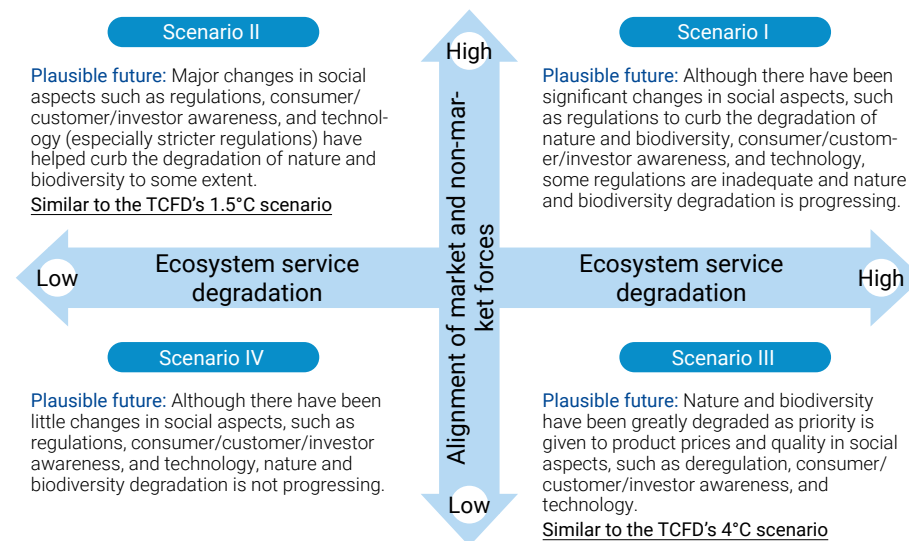 Scenario II
Plausible future: Major changes in social
aspects such as regulations, consumer/
customer/investor awareness, and technol-
ogy (especially stricter regulations) have
helped curb the degradation of nature and
biodiversity to some extent.
Similar to the TCFD's 1.5°C scenario
High
Scenario I
Plausible future: Although there have been
significant changes in social aspects, such
as regulations to curb the degradation of
nature and biodiversity, consumer/custom-
er/investor awareness, and technology,
some regulations are inadequate and nature
and biodiversity degradation is progressing.
Low
Ecosystem service
degradation
Alignment of market and non-mar-
ket forces
Ecosystem service
degradation
High
Scenario IV
Plausible future: Although there have been
little changes in social aspects, such as
regulations, consumer/customer/investor
awareness, and technology, nature and
biodiversity degradation is not progressing.
Low
Scenario III
Plausible future: Nature and biodiversity
have been greatly degraded as priority is
given to product prices and quality in social
aspects, such as deregulation, consumer/
customer/investor awareness, and
technology.
Similar to the TCFD's 4°C scenario